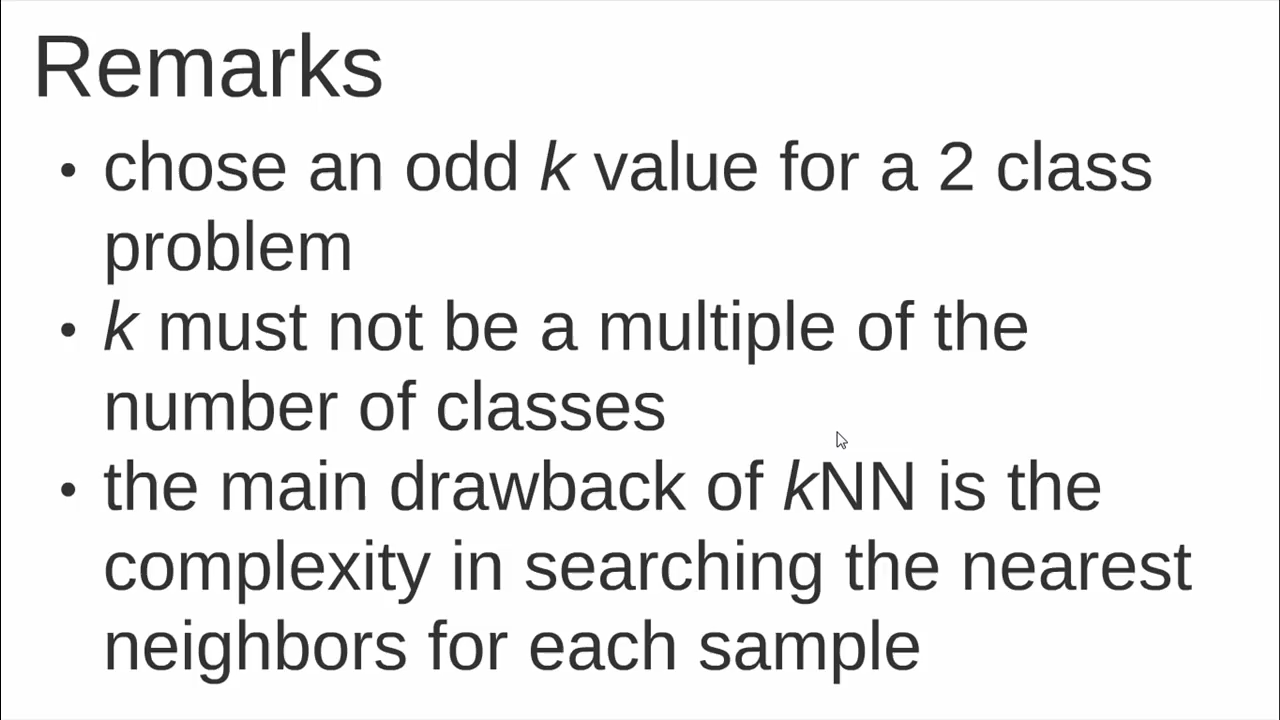 Remarks
• chose an odd k value for a 2 class
problem
• k must not be a multiple of the
number of classes
• the main drawback of kNN is the
complexity in searching the nearest
neighbors for each sample